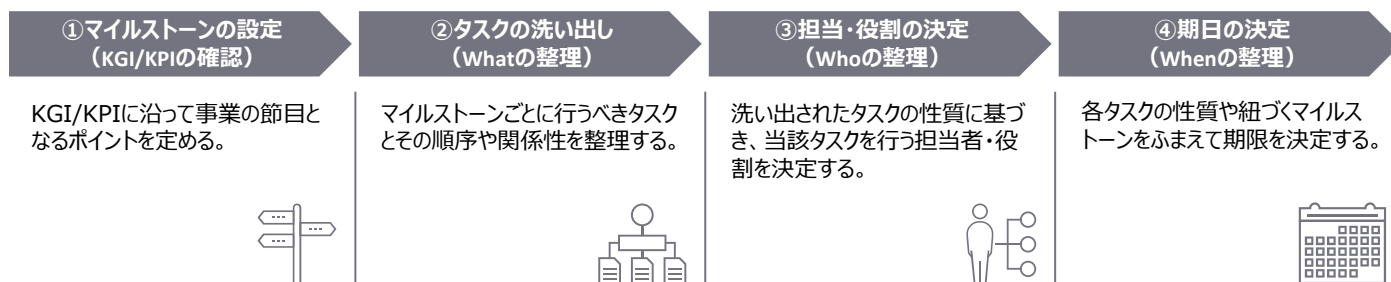 ①マイルストーンの設定
（KGI/KPIの確認）
KGI/KPIに沿って事業の節目と
なるポイントを定める。
②タスクの洗い出し
（Whatの整理）
マイルストーンごとに行うべきタスク
とその順序や関係性を整理する。
③担当・役割の決定
（Whoの整理）
洗い出されたタスクの性質に基づ
き、当該タスクを行う担当者・役
割を決定する。
④期日の決定
（Whenの整理）
各タスクの性質や紐づくマイルス
トーンをふまえて期限を決定する。